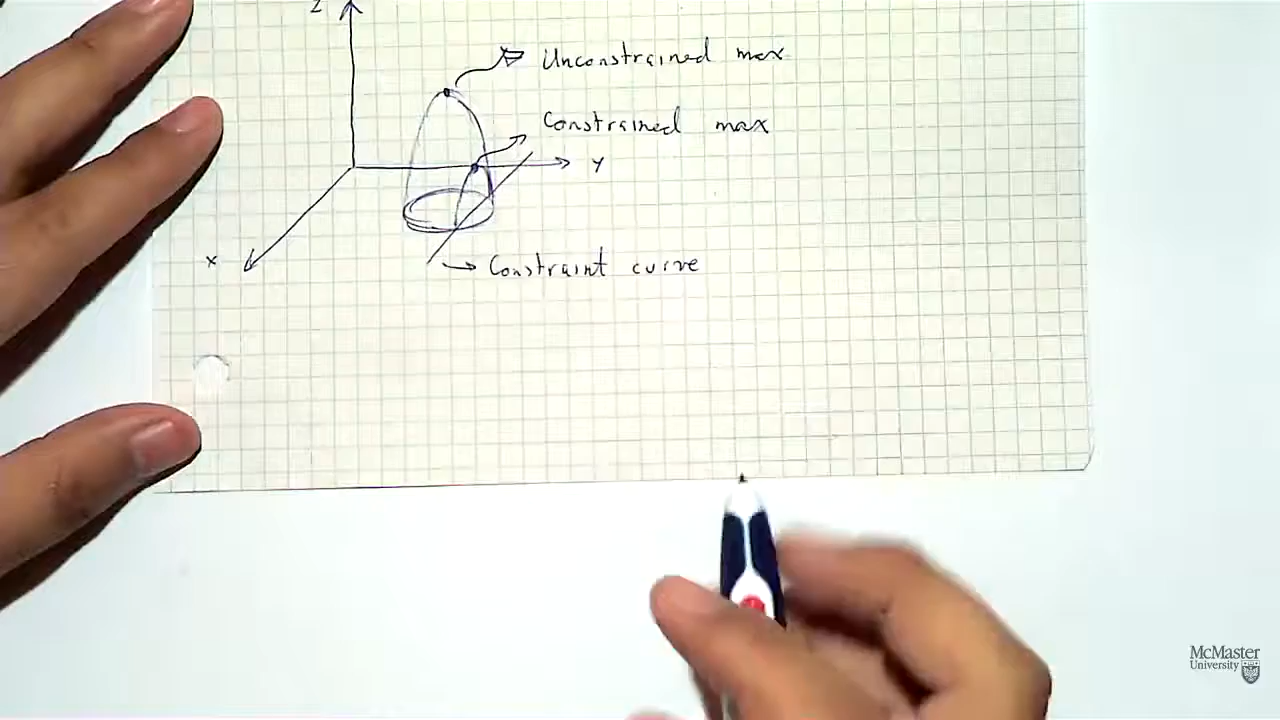 z
Unconstrained max
Constrained max
y
x
Constraint curve
McMaster
University